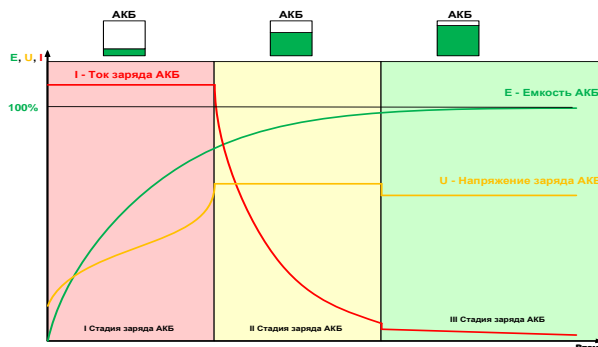 АКБ
АКБ
АКБ
E, U, I
I - Ток заряда АКБ
E - Емкость АКБ
100%
U - Напряжение заряда АКБ
I Стадия заряда АКБ
II Стадия заряда АКБ
III Стадия заряда АКБ